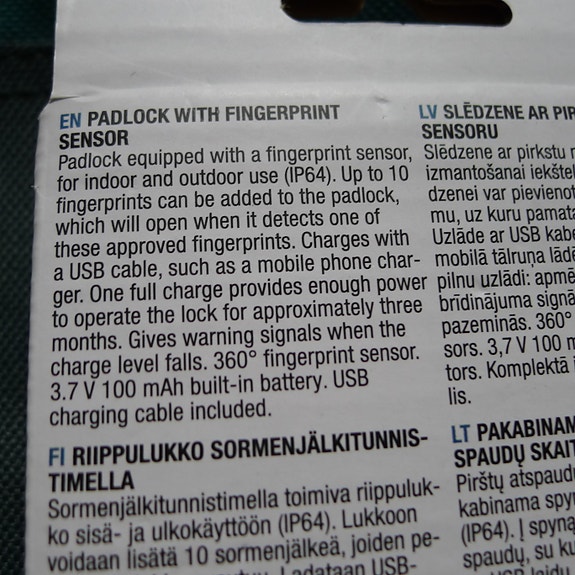 EN PADLOCK WITH FINGERPRINT
SENSOR
Padlock equipped with a fingerprint sensor,
for indoor and outdoor use (IP64). Up to 10
fingerprints can be added to the padlock,
which will open when it detects one of
these approved fingerprints. Charges with
a USB cable, such as a mobile phone char-
ger. One full charge provides enough power
to operate the lock for approximately three
months. Gives warning signals when the
charge level falls. 360° fingerprint sensor.
3.7 V 100 mAh built-in battery. USB
charging cable included.
FI RIIPPULUKKO SORMENJÄLKITUNNIS-
TIMELLA
Sormenjälkitunnistimella toimiva riippuluk-
ko sisä- ja ulkokäyttöön (IP64). Lukkoon
voidaan lisätä 10 sormenjälkeä, joiden pe-
Ladataan USB-
LV SLĒDZENE AR PIR
SENSORU
Slēdzene ar pirkstu
izmantošanai iekštel
dzenei var pievienot
mu, uz kuru pamata
Uzlāde ar USB kabe
mobilā tālruņa lādē
pilnu uzlādi: apmē
brīdinājuma signā
pazeminās. 360°
sors. 3,7 V 100 m
tors. Komplektā
lis.
LT PAKABINAM
SPAUDŲ SKAIT
Pirštų atspaud
kabinama spyn
(IP64). Į spyną
spaudų, su ku
USB laidu